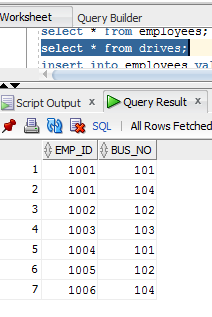 Worksheet Query Builder
select * from employees;
select * from drives;
insert into employees val
Script Output x Query Result x
SQL | All Rows Fetched
EMP_ID BUS_NO
1 1001 101
2 1001 104
3 1002 102
4 1003 103
5 1004 101
6 1005 102
7 1006 104